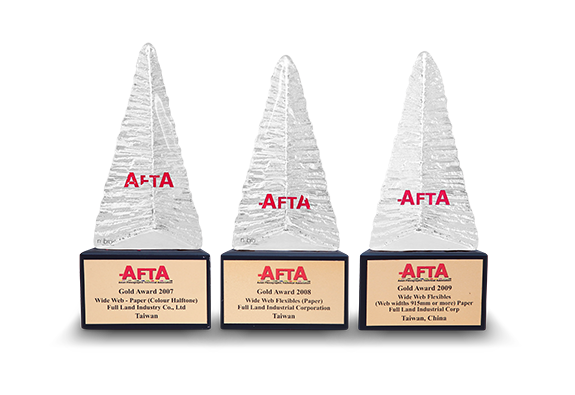 AFTA
AFTA
Gold Award 2007
Wide Web - Paper (Colour Halftone)
Full Land Industry Co., Ltd
Taiwan
AFTA
AFTA
Gold Award 2008
Wide Web Flexibles (Paper)
Full Land Industrial Corporation
Taiwan
AFTA
AFTA
Gold Award 2009
Wide Web Flexibles
(Web widths 919mm or more) Paper
Full Land Industrial Corp
Taiwan, China